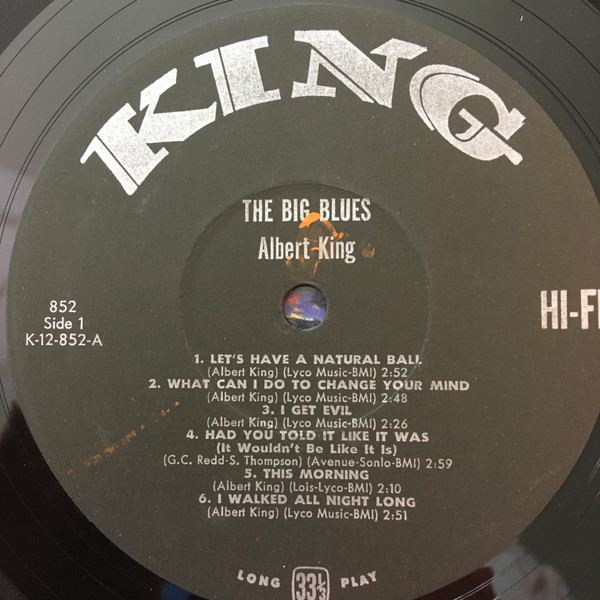 KING
THE BIG BLUES
Albert King
852
Side 1
K-12-852-A
HI-FI
1. LET'S HAVE A NATURAL BALL
(Albert King) (Lyco Music-BMI) 2:52
2. WHAT CAN I DO TO CHANGE YOUR MIND
(Albert King) (Lyco Music-BMI) 2:48
3. I GET EVIL
(Albert King) (Lyco Music-BMI) 2:26
4. HAD YOU TOLD IT LIKE IT WAS
(It Wouldn't Be Like It Is)
(G.C. Redd-S. Thompson) (Avenue-Sonlo-BMI) 2:59
5. THIS MORNING
(Albert King) (Lois-Lyco-BMI) 2:10
6. I WALKED ALL NIGHT LONG
(Albert King) (Lyco Music-BMI) 2:51
LONG 33⅓ PLAY